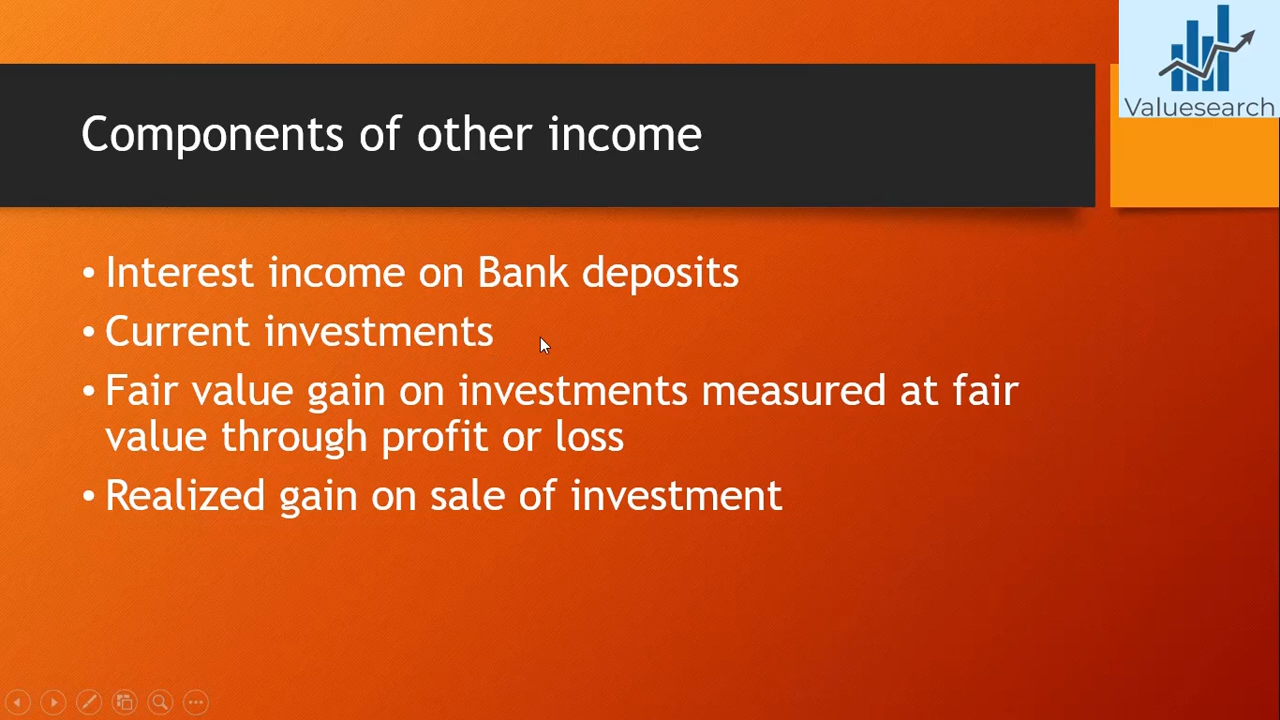 Valuesearch
Components of other income
• Interest income on Bank deposits
• Current investments
• Fair value gain on investments measured at fair
value through profit or loss
• Realized gain on sale of investment